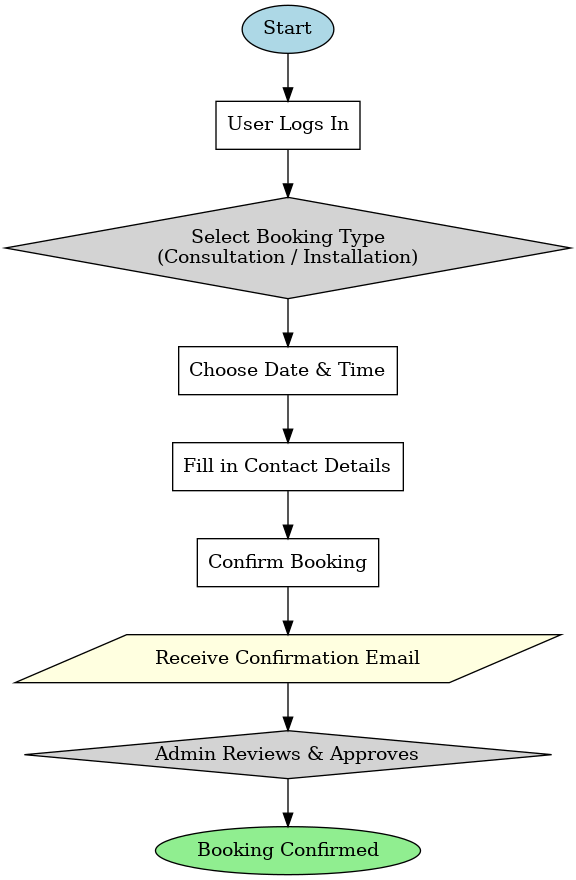 Start
User Logs In
Select Booking Type
(Consultation / Installation)
Choose Date & Time
Fill in Contact Details
Confirm Booking
Receive Confirmation Email
Admin Reviews & Approves
Booking Confirmed